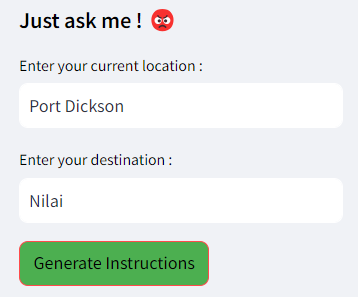 Just ask me ! 😡
Enter your current location :
Port Dickson
Enter your destination :
Nilai
Generate Instructions